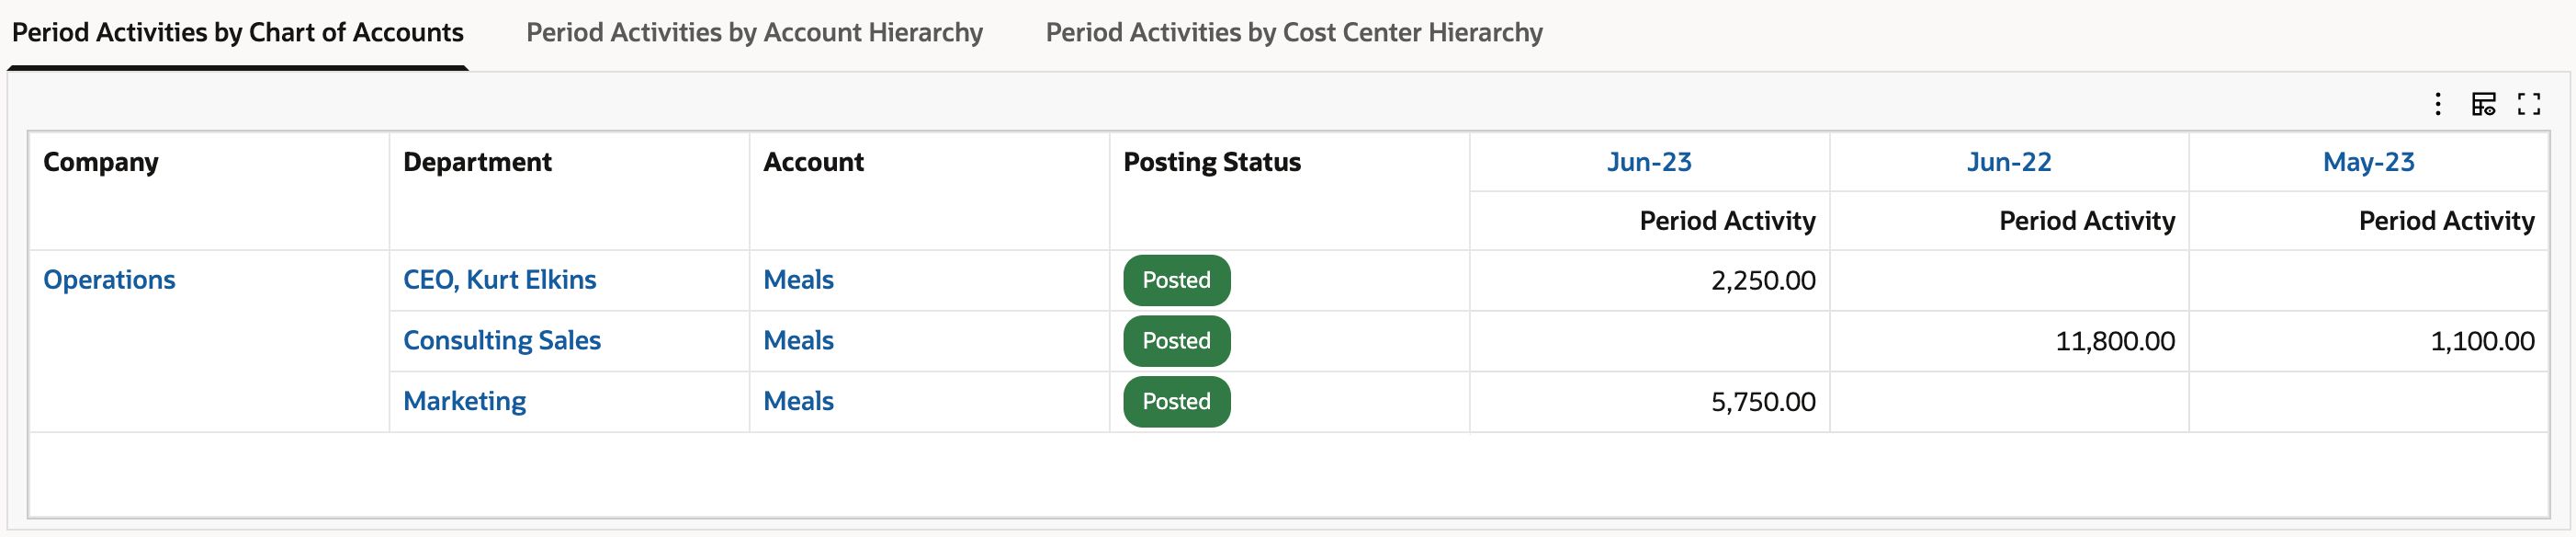 Period Activities by Chart of Accounts Period Activities by Account Hierarchy Period Activities by Cost Center Hierarchy
Company Department Account Posting Status Jun-23 Jun-22 May-23
Period Activity Period Activity Period Activity
Operations CEO, Kurt Elkins Meals Posted 2,250.00
Consulting Sales Meals Posted 11,800.00 1,100.00
Marketing Meals Posted 5,750.00